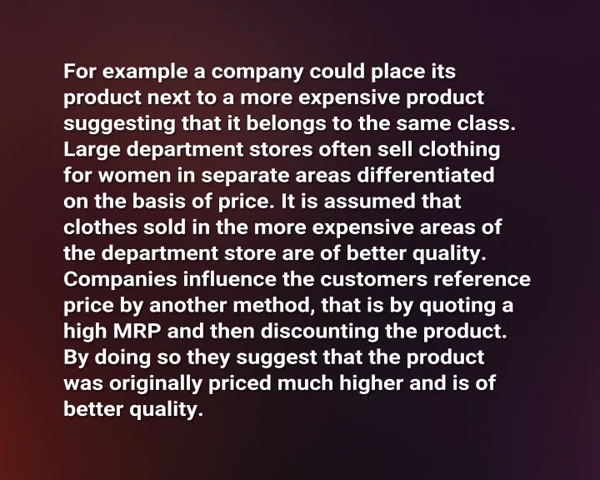 For example a company could place its
product next to a more expensive product
suggesting that it belongs to the same class.
Large department stores often sell clothing
for women in separate areas differentiated
on the basis of price. It is assumed that
clothes sold in the more expensive areas of
the department store are of better quality.
Companies influence the customers reference
price by another method, that is by quoting a
high MRP and then discounting the product.
By doing so they suggest that the product
was originally priced much higher and is of
better quality.